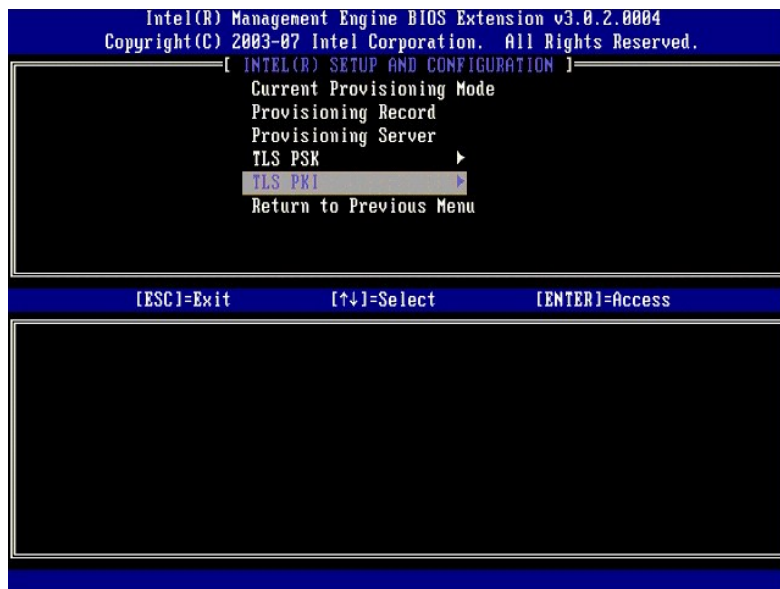 Intel(R) Management Engine BIOS Extension v3.0.2.0004
Copyright(C) 2003-07 Intel Corporation. All Rights Reserved.
[ INTEL(R) SETUP AND CONFIGURATION ]
Current Provisioning Mode
Provisioning Record
Provisioning Server
TLS PSK ►
TLS PKI ►
Return to Previous Menu
[ESC]=Exit [↑↓]=Select [ENTER]=Access